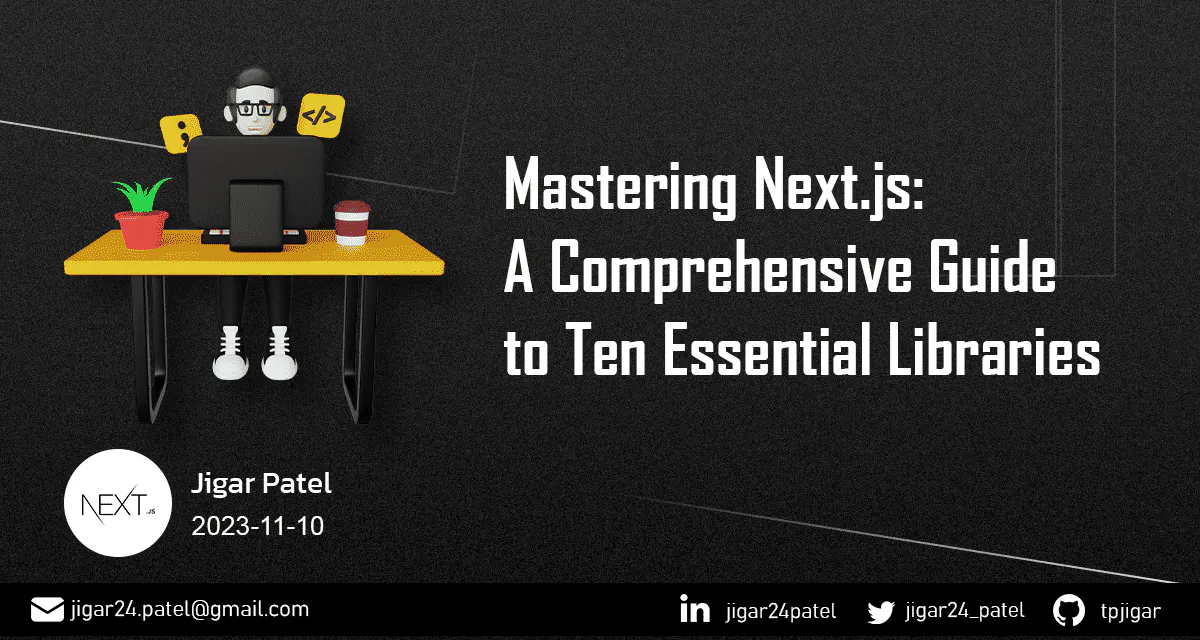 ;
</>
Mastering Next.js:
A Comprehensive Guide
to Ten Essential Libraries
NEXT.JS
Jigar Patel
2023-11-10
jigar24.patel@gmail.com
in
jigar24patel
jigar24_patel
tpjigar